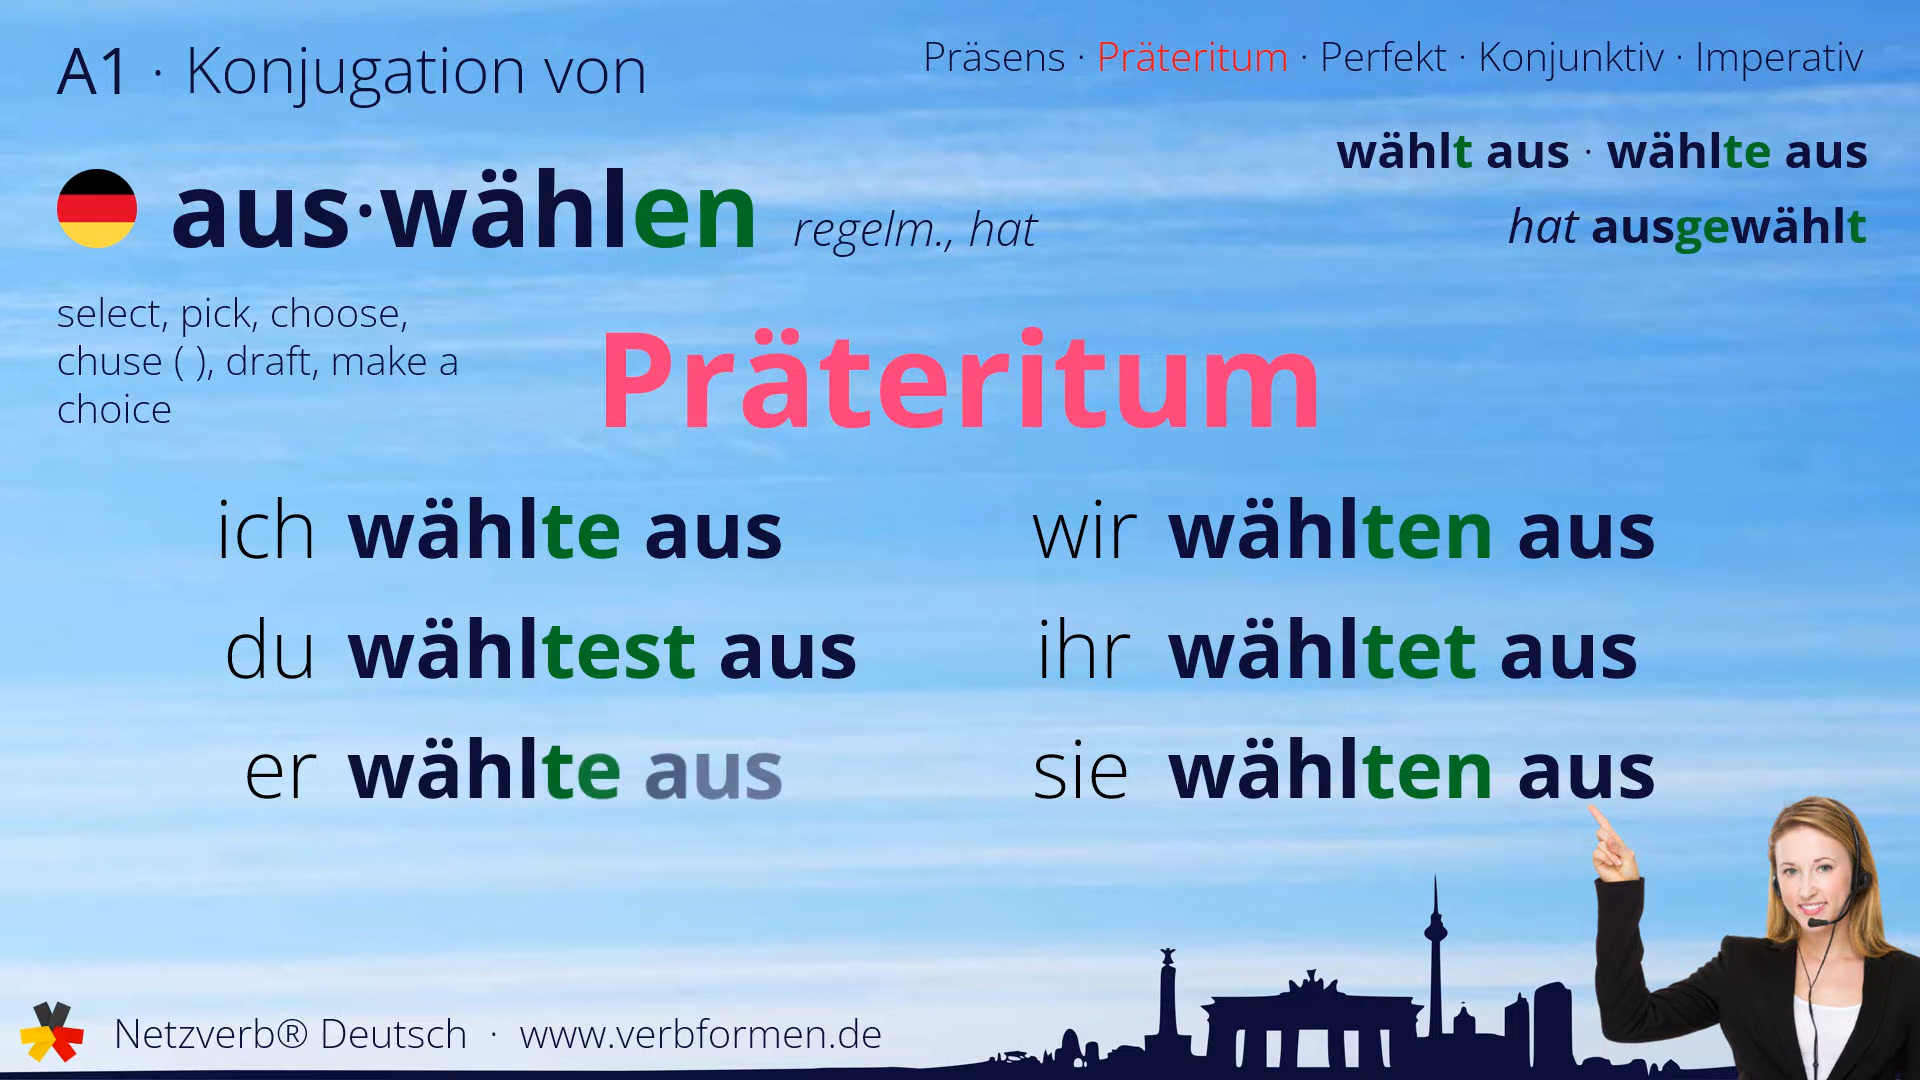 A1 · Konjugation von
Präsens · Präteritum · Perfekt · Konjunktiv · Imperativ
aus·wählen regelm., hat
wählt aus · wählte aus
hat ausgewählt
select, pick, choose,
chuse ( ), draft, make a
choice
Präteritum
ich wählte aus
du wähltest aus
er wählte aus
wir wählten aus
ihr wähltet aus
sie wählten aus
Netzverb® Deutsch · www.verbformen.de